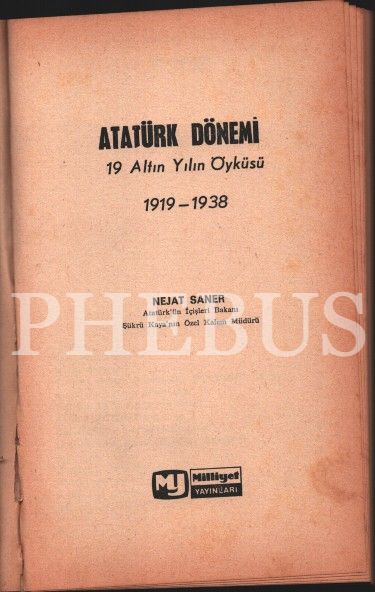 ATATÜRK DÖNEMİ
19 Altın Yılın Öyküsü
1919 – 1938
NEJAT SANER
Atatürk'ün İçişleri Bakanı
Şükrü Kaya'nın Özel Kalem Müdürü
PHEBUS
MY Milliyet
YAYINLARI